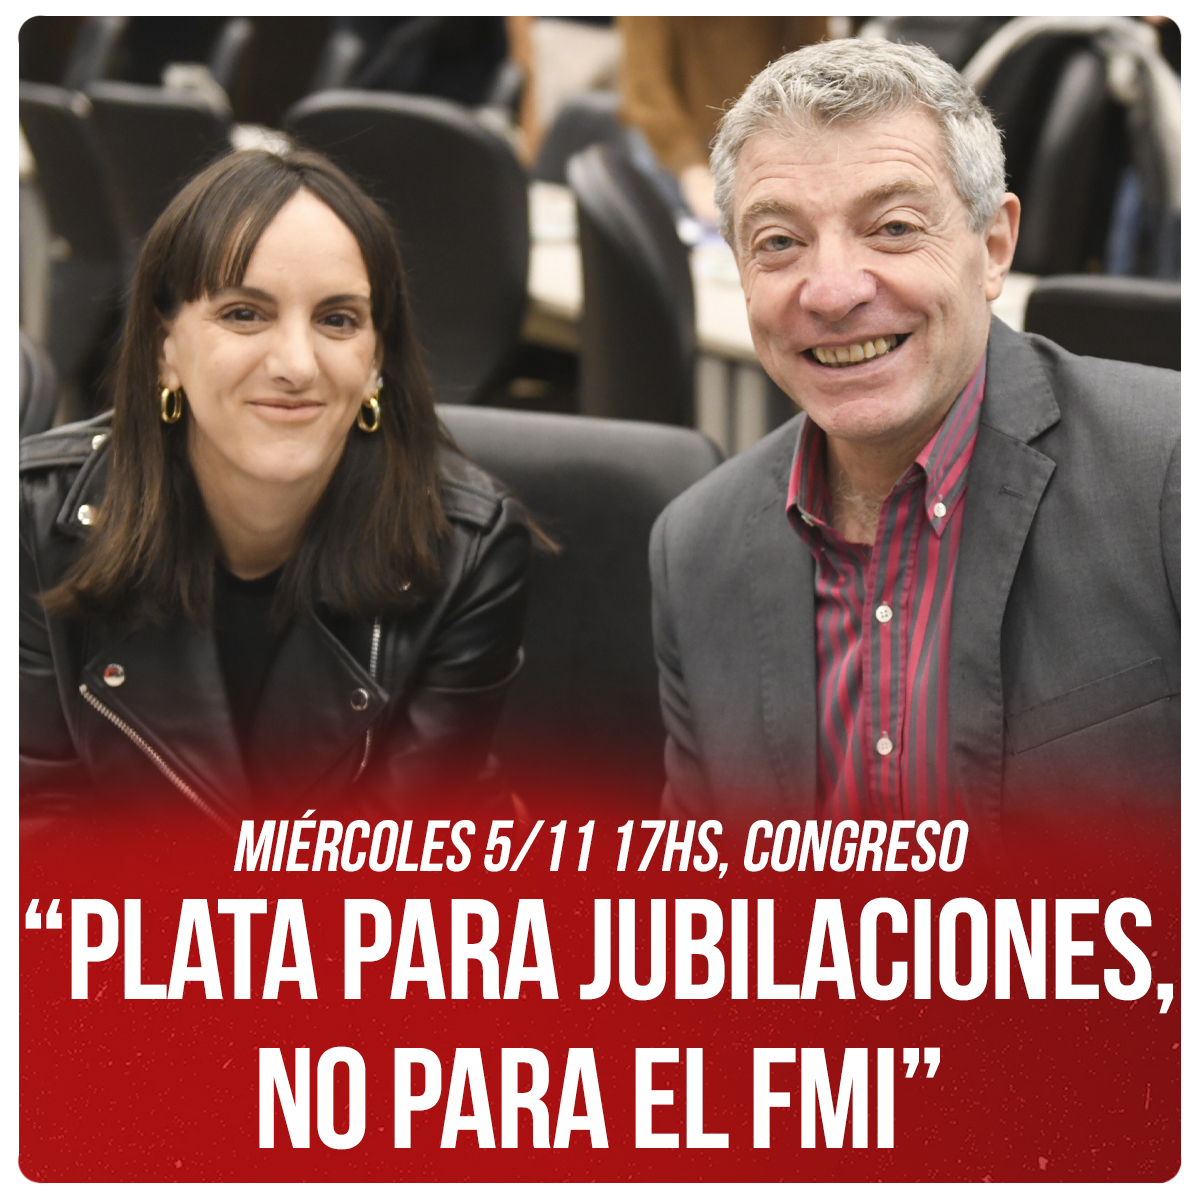 MIÉRCOLES 5/11 17HS, CONGRESO
“PLATA PARA JUBILACIONES,
NO PARA EL FMI”